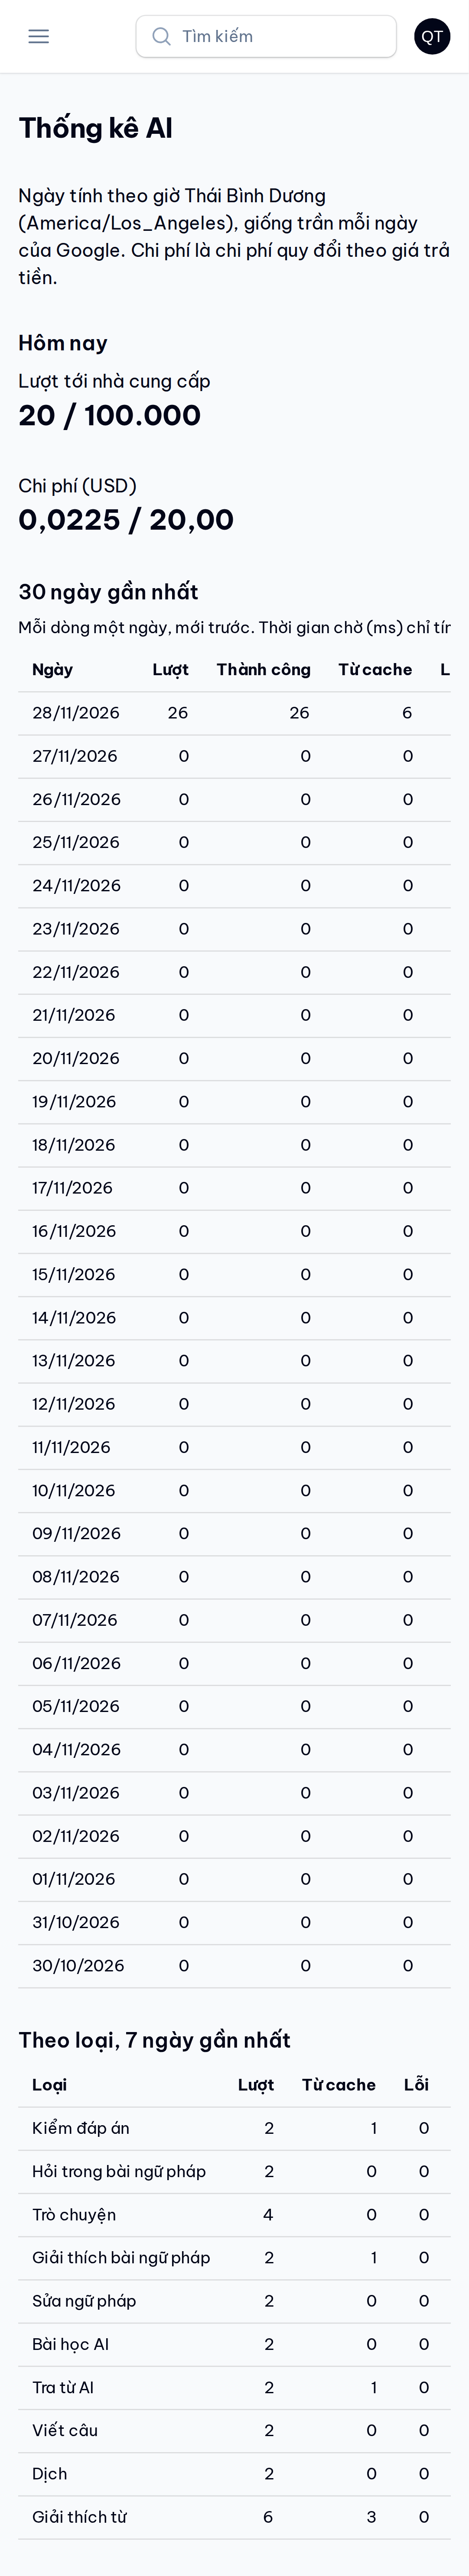 Tìm kiếm
QT
Thống kê AI
Ngày tính theo giờ Thái Bình Dương
(America/Los_Angeles), giống trần mỗi ngày
của Google. Chi phí là chi phí quy đổi theo giá trả
tiền.
Hôm nay
Lượt tới nhà cung cấp
20 / 100.000
Chi phí (USD)
0,0225 / 20,00
30 ngày gần nhất
Mỗi dòng một ngày, mới trước. Thời gian chờ (ms) chỉ tín
Ngày Lượt Thành công Từ cache L
28/11/2026 26 26 6
27/11/2026 0 0 0
26/11/2026 0 0 0
25/11/2026 0 0 0
24/11/2026 0 0 0
23/11/2026 0 0 0
22/11/2026 0 0 0
21/11/2026 0 0 0
20/11/2026 0 0 0
19/11/2026 0 0 0
18/11/2026 0 0 0
17/11/2026 0 0 0
16/11/2026 0 0 0
15/11/2026 0 0 0
14/11/2026 0 0 0
13/11/2026 0 0 0
12/11/2026 0 0 0
11/11/2026 0 0 0
10/11/2026 0 0 0
09/11/2026 0 0 0
08/11/2026 0 0 0
07/11/2026 0 0 0
06/11/2026 0 0 0
05/11/2026 0 0 0
04/11/2026 0 0 0
03/11/2026 0 0 0
02/11/2026 0 0 0
01/11/2026 0 0 0
31/10/2026 0 0 0
30/10/2026 0 0 0
Theo loại, 7 ngày gần nhất
Loại Lượt Từ cache Lỗi
Kiểm đáp án 2 1 0
Hỏi trong bài ngữ pháp 2 0 0
Trò chuyện 4 0 0
Giải thích bài ngữ pháp 2 1 0
Sửa ngữ pháp 2 0 0
Bài học AI 2 0 0
Tra từ AI 2 1 0
Viết câu 2 0 0
Dịch 2 0 0
Giải thích từ 6 3 0